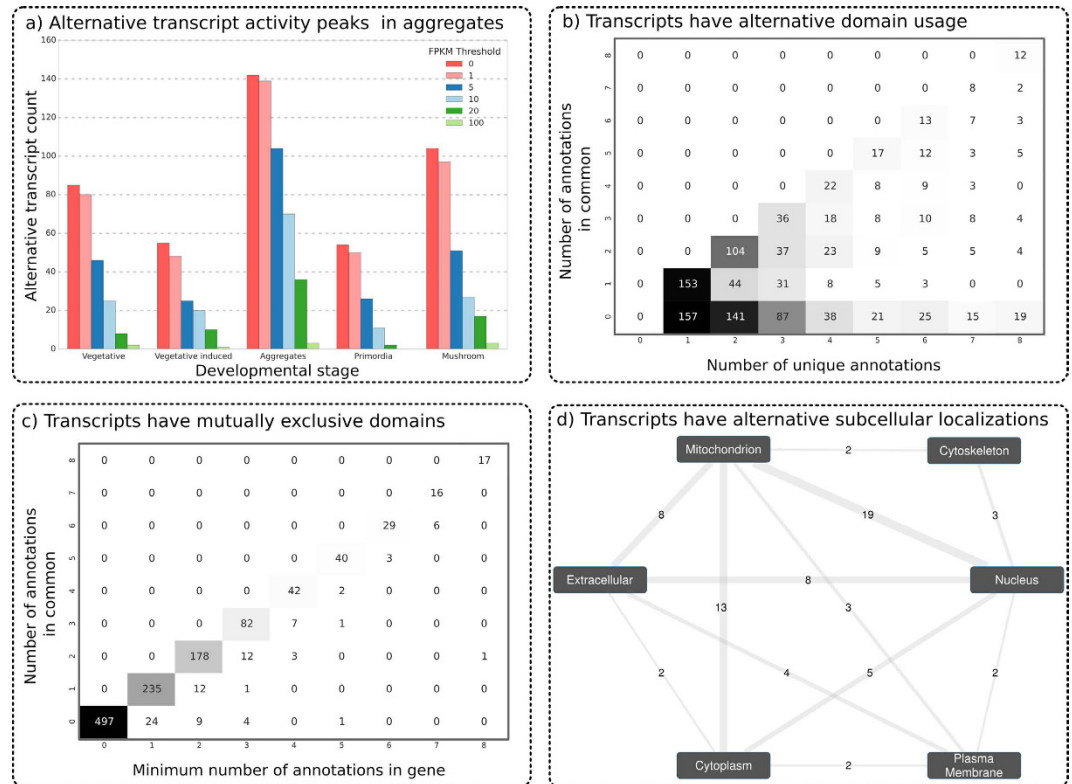 a) Alternative transcript activity peaks in aggregates
Alternative transcript count
160
140
120
100
80
60
40
20
0
FPKM Threshold
0
1
5
10
20
100
Vegetative
Vegetative induced
Aggregates
Primordia
Mushroom
Developmental stage
b) Transcripts have alternative domain usage
Number of annotations
in common
8 0 0 0 0 0 0 0 0 12
7 0 0 0 0 0 0 0 8 2
6 0 0 0 0 0 0 13 7 3
5 0 0 0 0 0 17 12 3 5
4 0 0 0 0 22 8 9 3 0
3 0 0 0 36 18 8 10 8 4
2 0 0 104 37 23 9 5 5 4
1 0 153 44 31 8 5 3 0 0
0 0 157 141 87 38 21 25 15 19
0 1 2 3 4 5 6 7 8
Number of unique annotations
c) Transcripts have mutually exclusive domains
Number of annotations
in common
8 0 0 0 0 0 0 0 0 17
7 0 0 0 0 0 0 0 16 0
6 0 0 0 0 0 0 29 6 0
5 0 0 0 0 0 40 3 0 0
4 0 0 0 0 42 2 0 0 0
3 0 0 0 82 7 1 0 0 0
2 0 0 178 12 3 0 0 0 1
1 0 235 12 1 0 0 0 0 0
0 497 24 9 4 0 1 0 0 0
0 1 2 3 4 5 6 7 8
Minimum number of annotations in gene
d) Transcripts have alternative subcellular localizations
Mitochondrion
2
Cytoskeleton
8
19
3
Extracellular
8
Nucleus
13
3
2
4
5
2
Cytoplasm
2
Plasma
Membrane